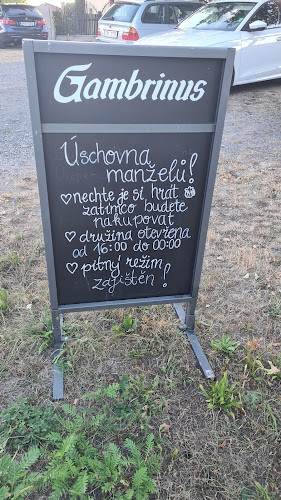 Gambrinus
Úschovna
manželů!
♡ nechte je si hrát
zatímco budete
nakupovat
♡ družina otevřena
od 16:00 do 00:00
♡ pitný režim
zdjištěn!